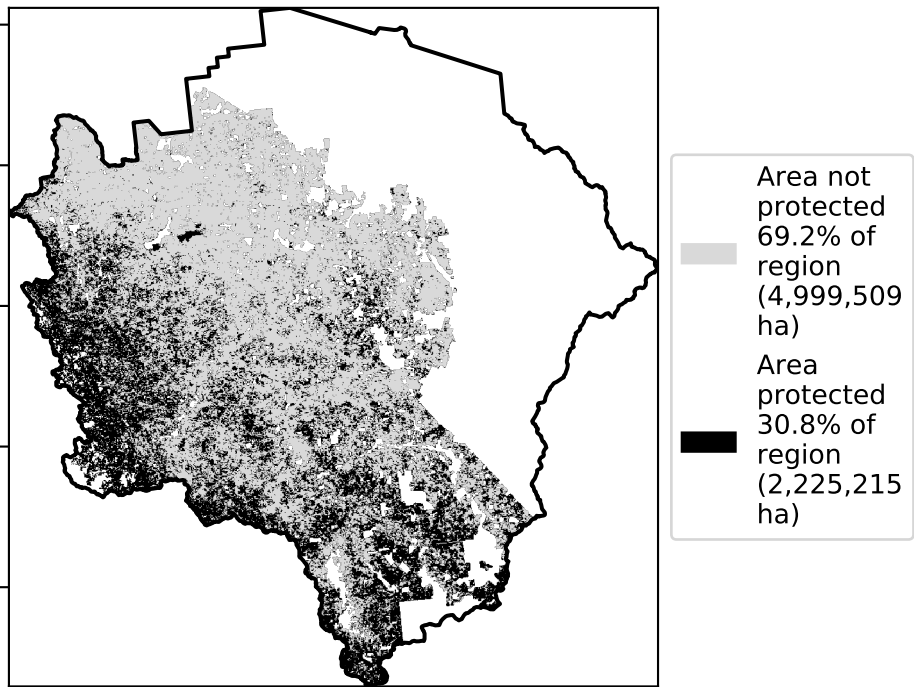 Area not
protected
69.2% of
region
(4,999,509
ha)
Area
protected
30.8% of
region
(2,225,215
ha)